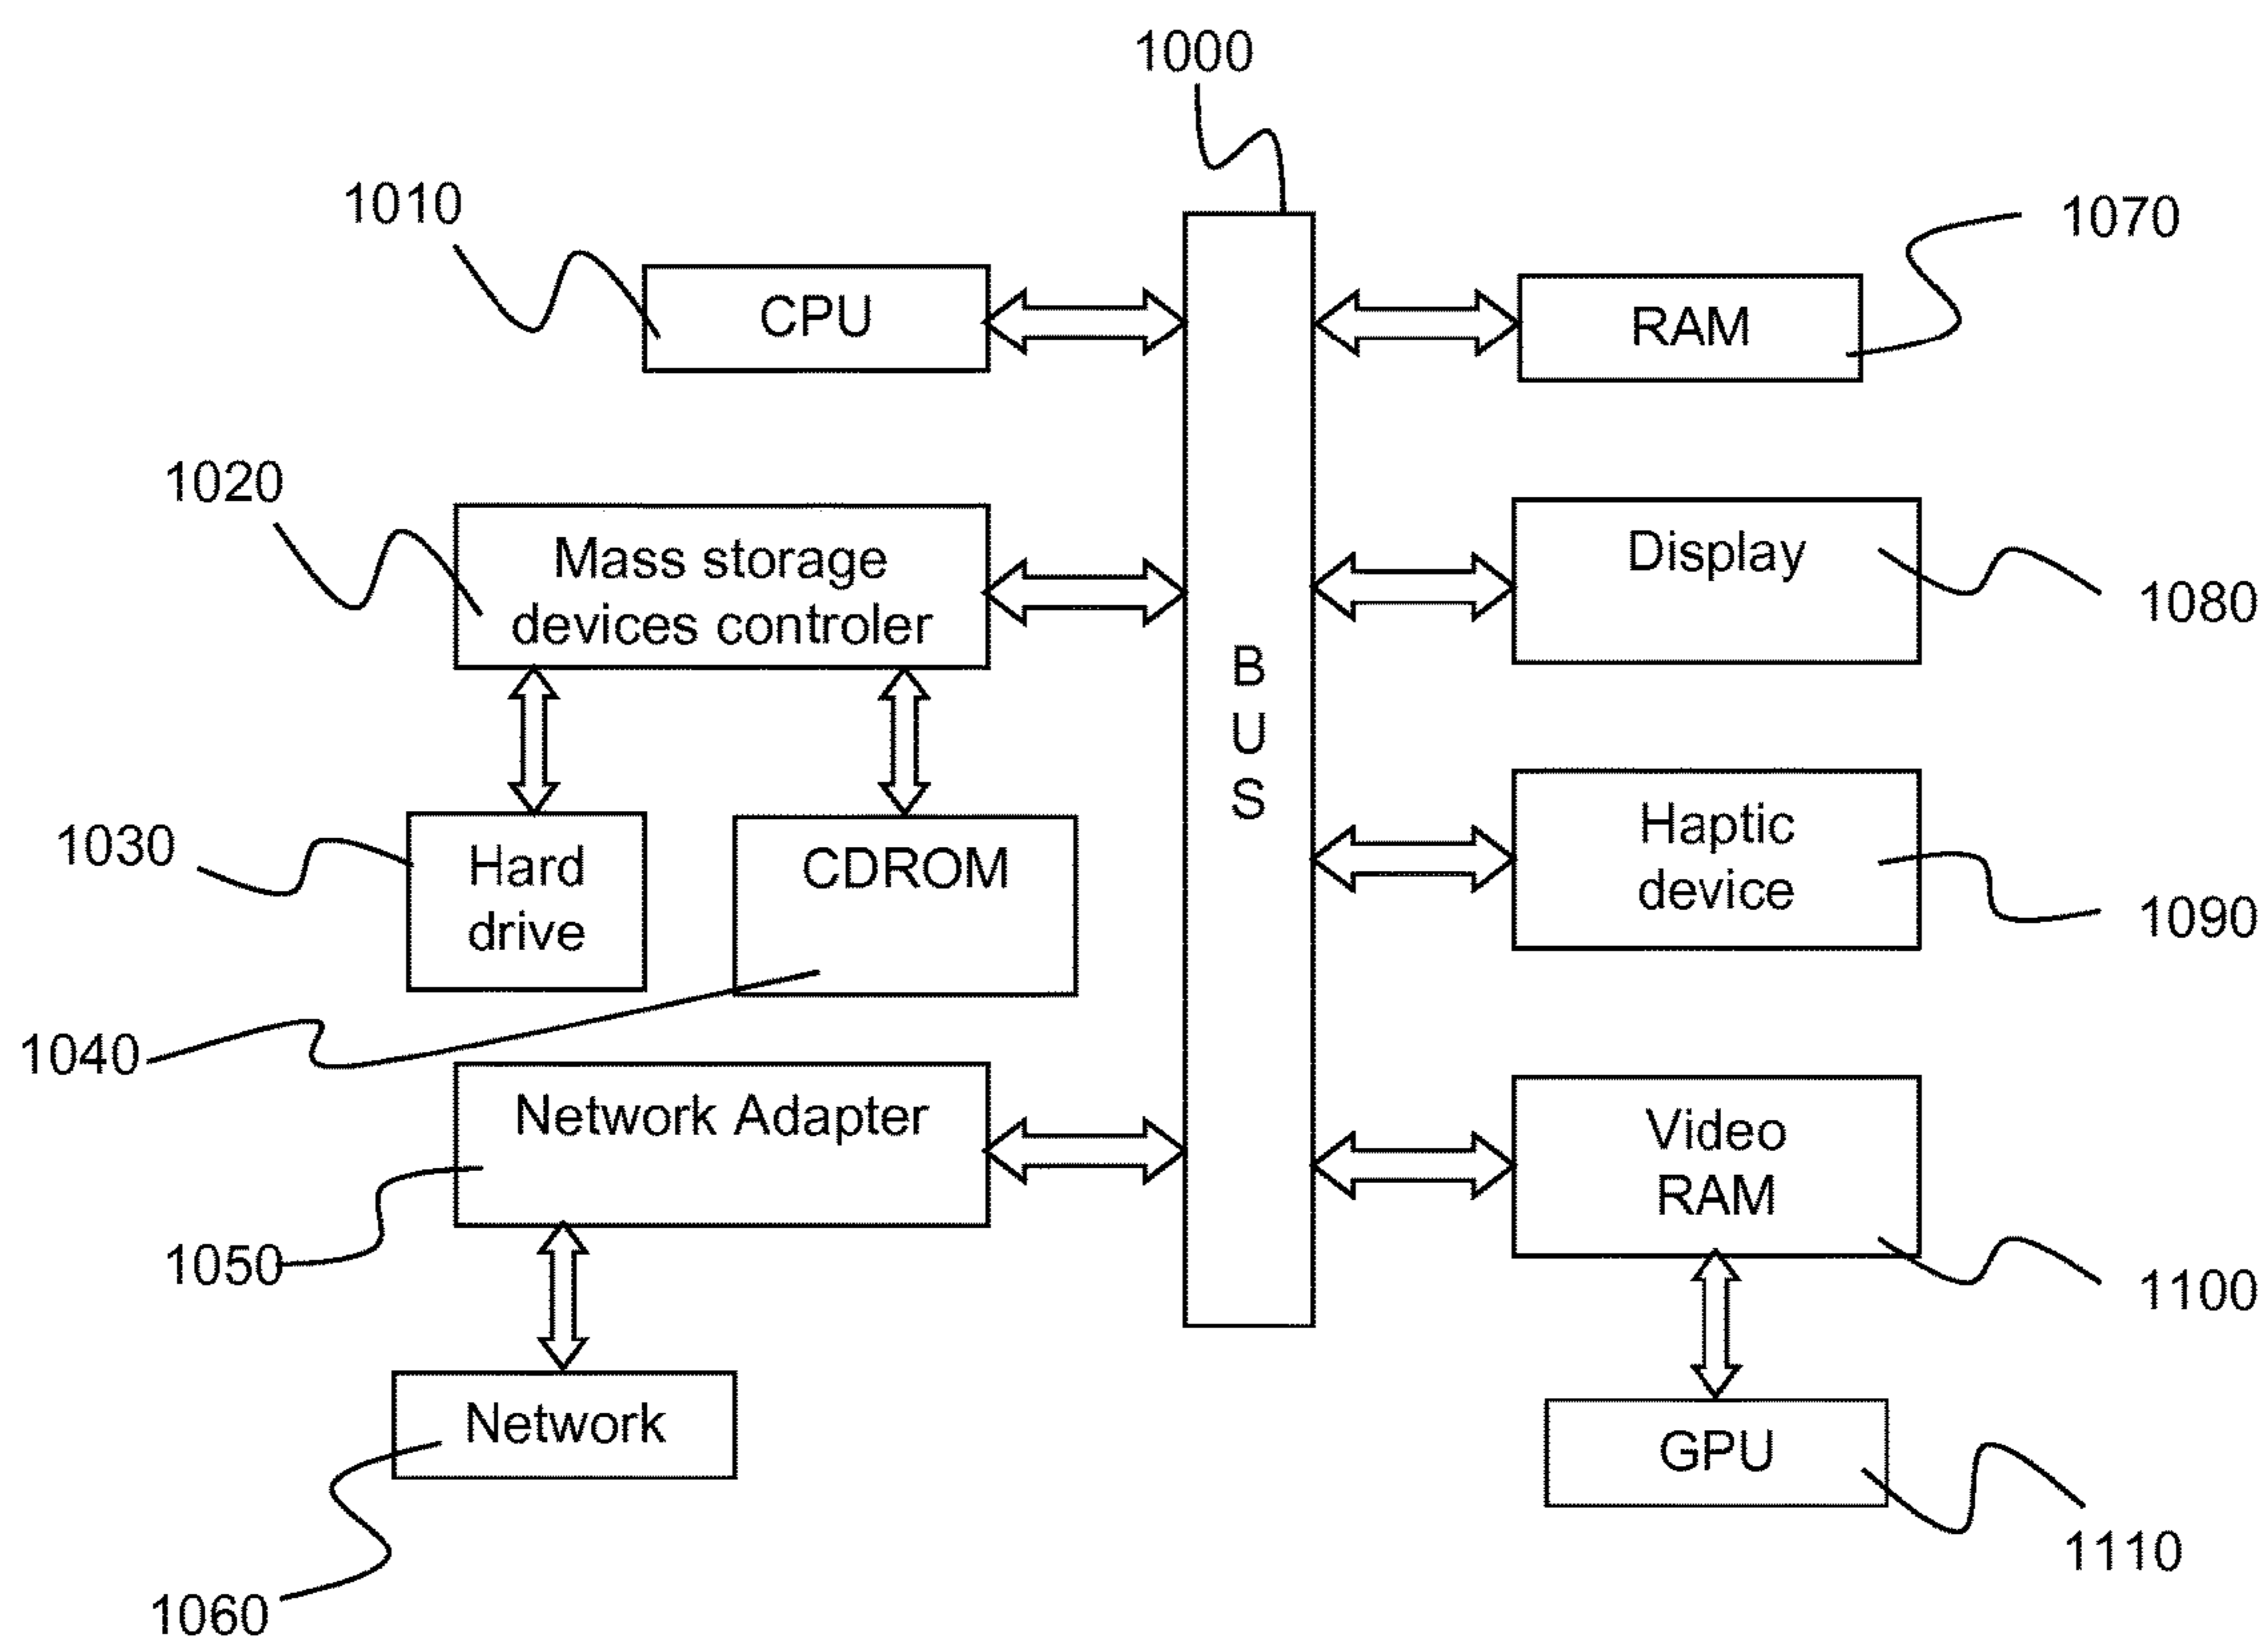 1000
1010
CPU
RAM
1070
1020
Mass storage
devices controler
Display
1080
B
U
S
1030
Hard
drive
CDROM
Haptic
device
1090
1040
Network Adapter
1050
Video
RAM
1100
Network
1060
GPU
1110